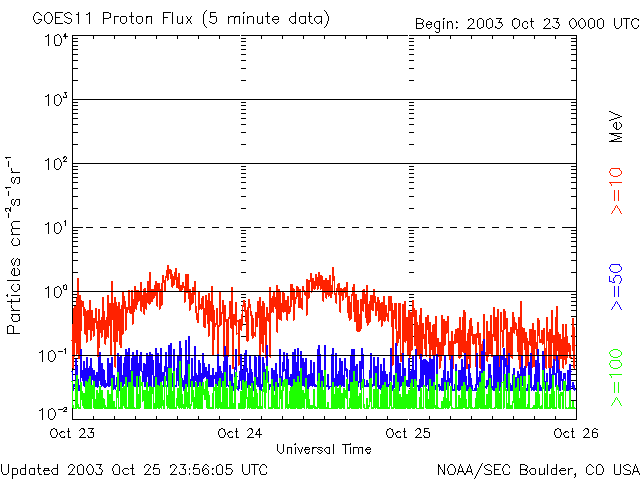 GOES11 Proton Flux (5 minute data)
Begin: 2003 Oct 23 0000 UTC
10⁴
10³
10²
10¹
10⁰
10⁻¹
10⁻²
Particles cm⁻²s⁻¹sr⁻¹
MeV
>=10
>=50
>=100
Oct 23 Oct 24 Oct 25 Oct 26
Universal Time
Updated 2003 Oct 25 23:56:05 UTC
NOAA/SEC Boulder, CO USA